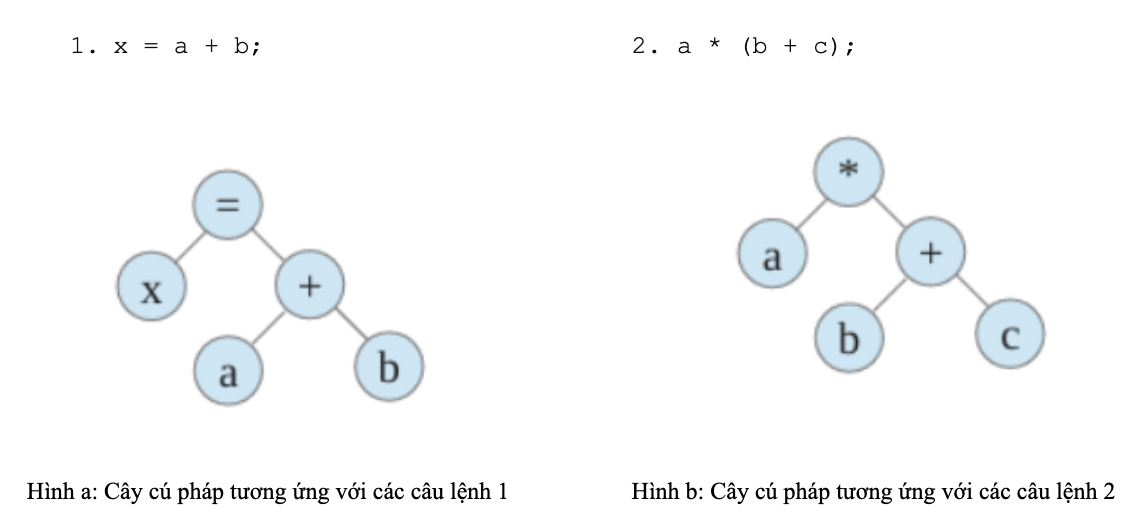 1. x = a + b;
2. a * (b + c);
=
x
+
a
b
*
a
+
b
c
Hình a: Cây cú pháp tương ứng với các câu lệnh 1
Hình b: Cây cú pháp tương ứng với các câu lệnh 2